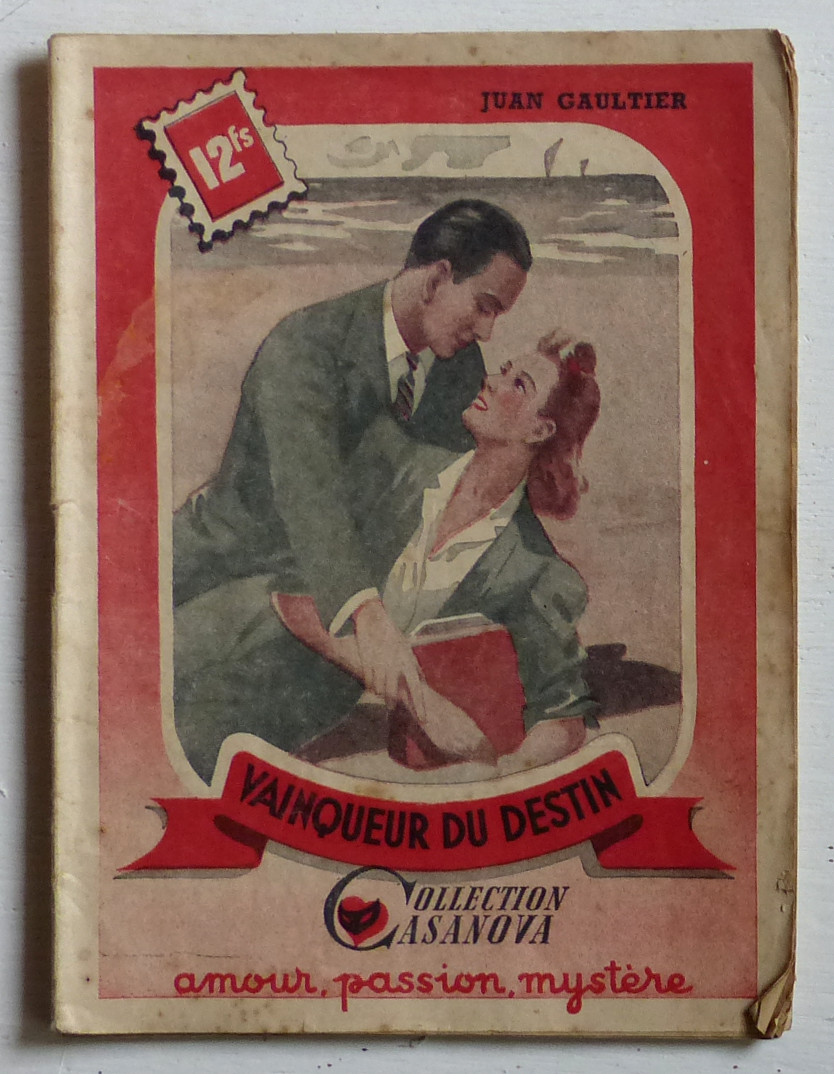 JUAN GAULTIER
12fs
VAINQUEUR DU DESTIN
COLLECTION
CASANOVA
amour, passion, mystère